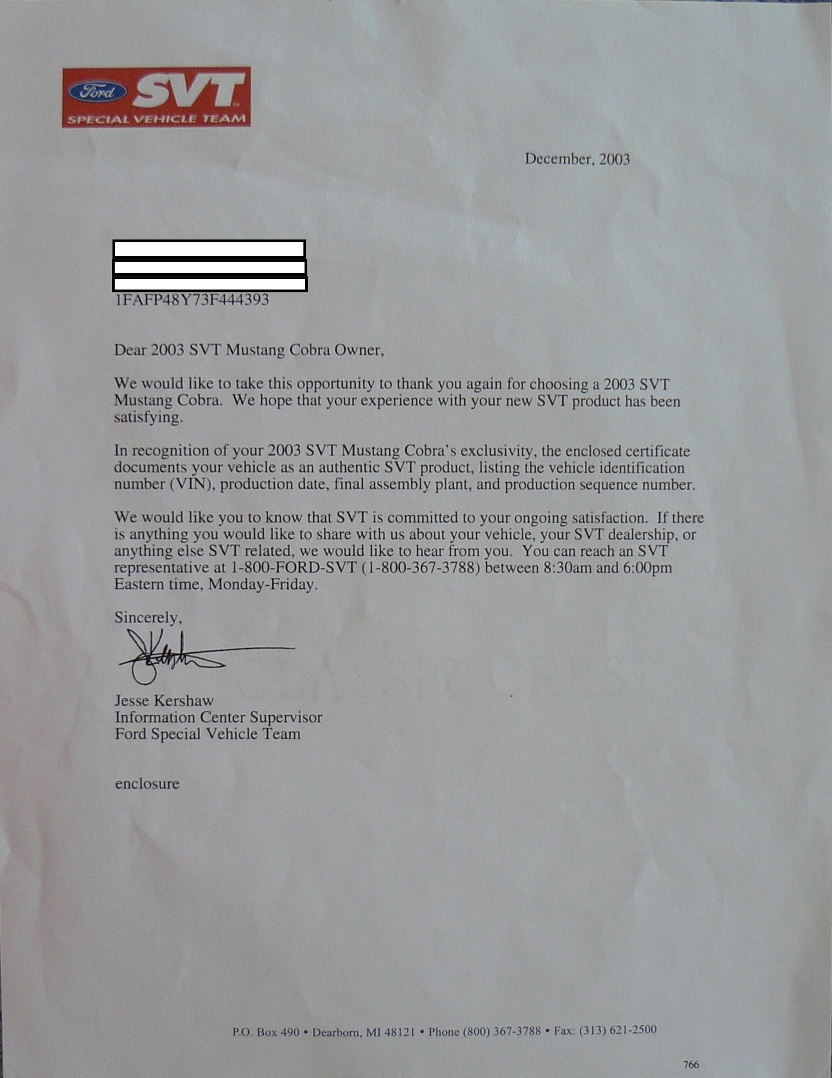 Ford SVT™
SPECIAL VEHICLE TEAM
December, 2003
1FAFP48Y73F444393
Dear 2003 SVT Mustang Cobra Owner,
We would like to take this opportunity to thank you again for choosing a 2003 SVT
Mustang Cobra. We hope that your experience with your new SVT product has been
satisfying.
In recognition of your 2003 SVT Mustang Cobra's exclusivity, the enclosed certificate
documents your vehicle as an authentic SVT product, listing the vehicle identification
number (VIN), production date, final assembly plant, and production sequence number.
We would like you to know that SVT is committed to your ongoing satisfaction. If there
is anything you would like to share with us about your vehicle, your SVT dealership, or
anything else SVT related, we would like to hear from you. You can reach an SVT
representative at 1-800-FORD-SVT (1-800-367-3788) between 8:30am and 6:00pm
Eastern time, Monday-Friday.
Sincerely,
Jesse Kershaw
Information Center Supervisor
Ford Special Vehicle Team
enclosure
P.O. Box 490 • Dearborn, MI 48121 • Phone (800) 367-3788 • Fax: (313) 621-2500
766